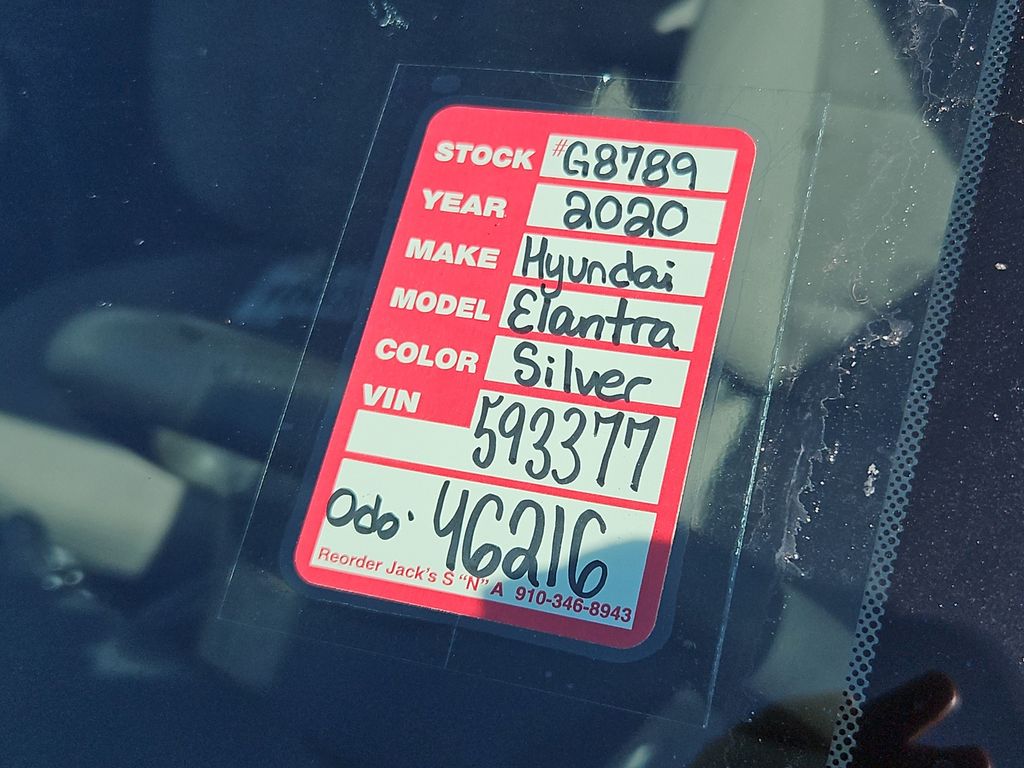 STOCK #G8789
YEAR 2020
MAKE Hyundai
MODEL Elantra
COLOR Silver
VIN 593377
Odo. 46216
Reorder Jack's S "N" A 910-346-8943